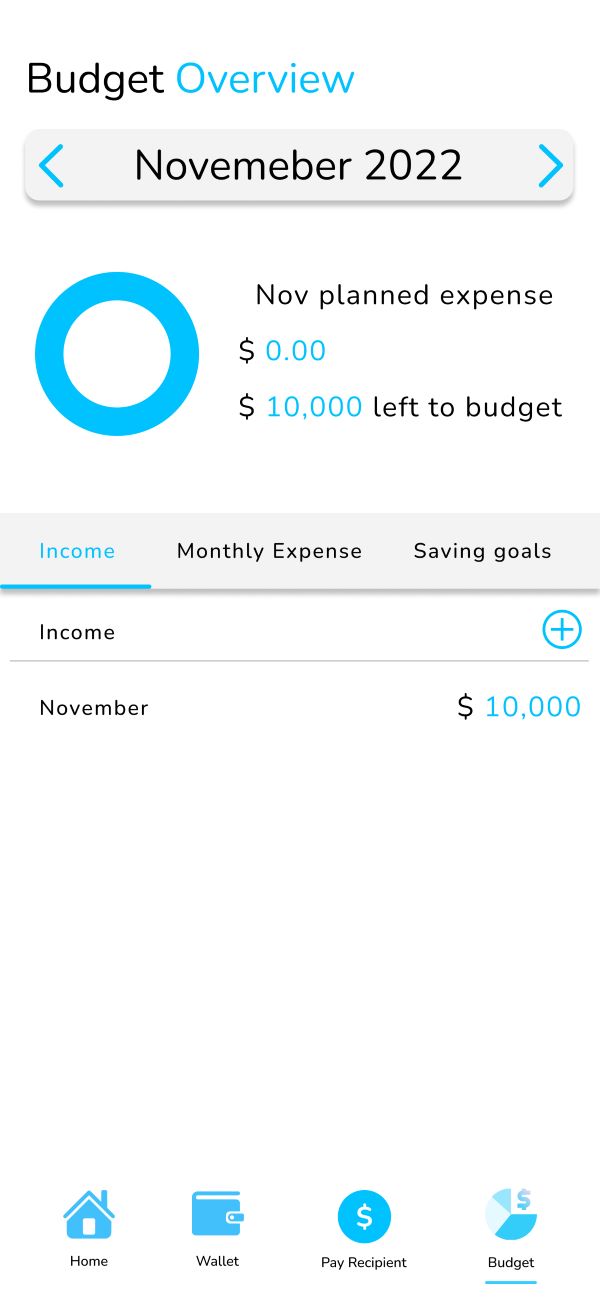 Budget Overview
Novemeber 2022
Nov planned expense
$ 0.00
$ 10,000 left to budget
Income Monthly Expense Saving goals
Income
November $ 10,000
$ $
Home Wallet Pay Recipient Budget